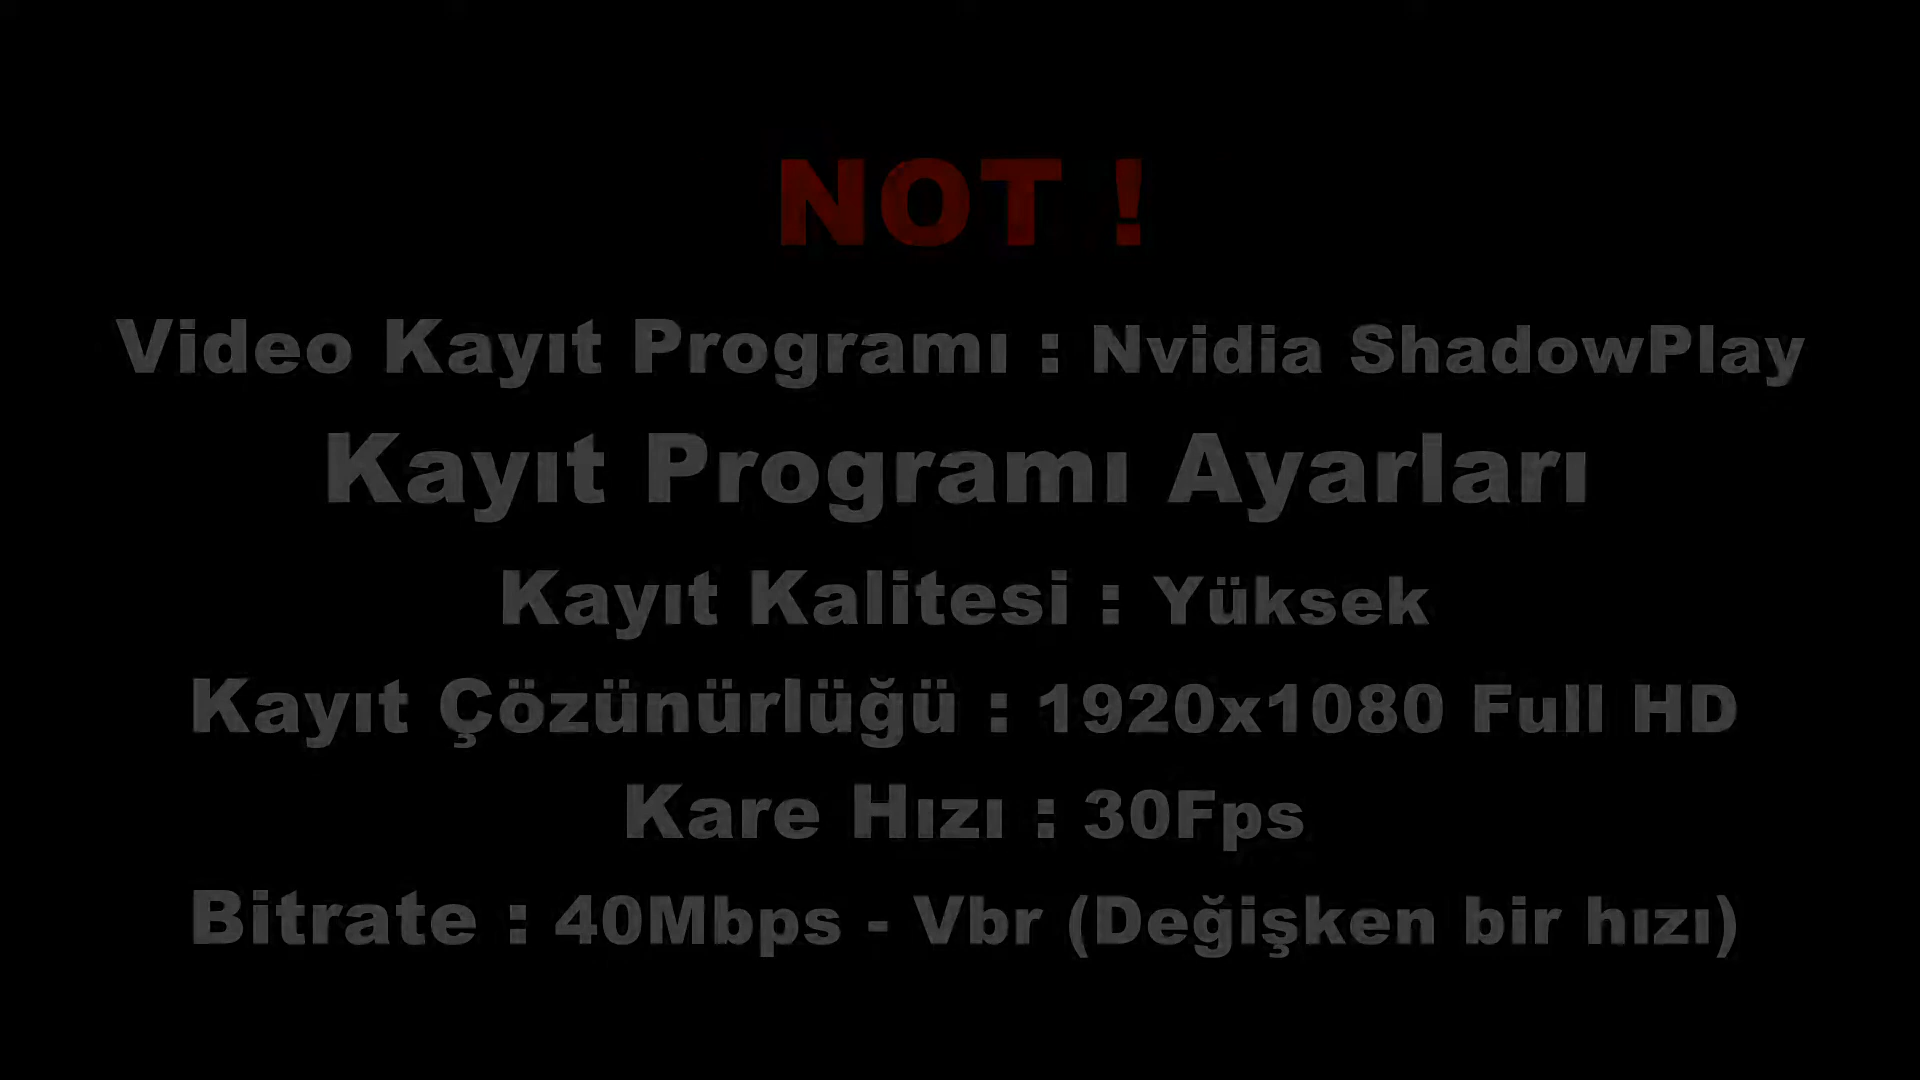 NOT !
Video Kayıt Programı : Nvidia ShadowPlay
Kayıt Programı Ayarları
Kayıt Kalitesi : Yüksek
Kayıt Çözünürlüğü : 1920x1080 Full HD
Kare Hızı : 30Fps
Bitrate : 40Mbps - Vbr (Değişken bir hızı)